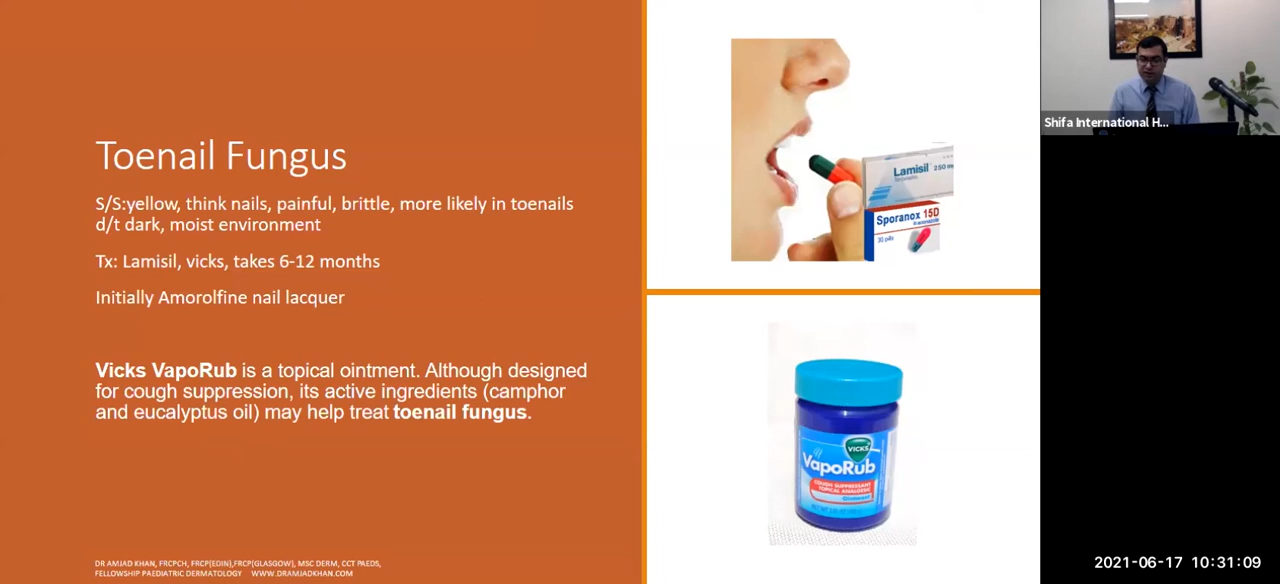 Toenail Fungus
S/S:yellow, think nails, painful, brittle, more likely in toenails
d/t dark, moist environment
Tx: Lamisil, vicks, takes 6-12 months
Initially Amorolfine nail lacquer
Vicks VapoRub is a topical ointment. Although designed
for cough suppression, its active ingredients (camphor
and eucalyptus oil) may help treat toenail fungus.
DR AMJAD KHAN, FRCPCH, FRCP(EDIN),FRCP(GLASGOW), MSC DERM, CCT PAEDS,
FELLOWSHIP PAEDIATRIC DERMATOLOGY WWW.DRAMJADKHAN.COM
Lamisil 250 mg
Sporanox 15D
VICKS
VapoRub
COUGH SUPPRESSANT
TOPICAL ANALGESIC
Ointment
Shifa International H...
2021-06-17 10:31:09